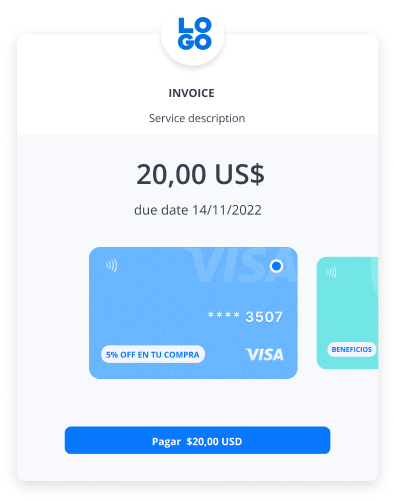 LO
GO
INVOICE
Service description
20,00 US$
due date 14/11/2022
VISA
**** 3507
5% OFF EN TU COMPRA
VISA
BENEFICIOS
Pagar $20,00 USD